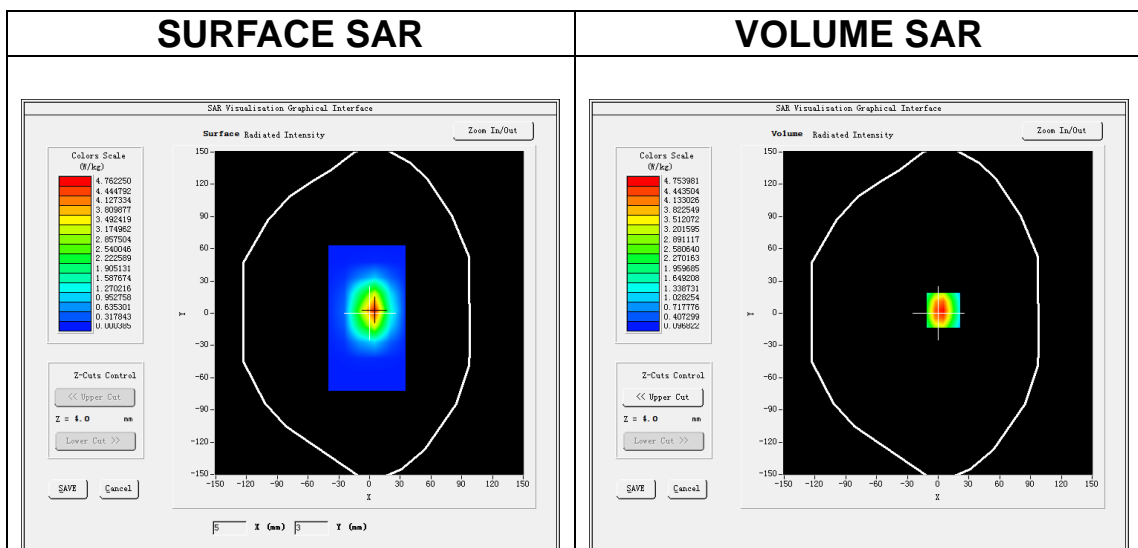 SURFACE SAR
VOLUME SAR
SAR Visualisation Graphical Interface
Surface Radiated Intensity
Zoom In/Out
Colors Scale
(W/kg)
4.762250
4.444792
4.127334
3.809877
3.492419
3.174962
2.857504
2.540046
2.222589
1.905131
1.587674
1.270216
0.952758
0.635301
0.317843
0.000385
150
120
90
60
30
0
-30
-60
-90
-120
-150
Y
-150 -120 -90 -60 -30 0 30 60 90 120 150
X
Z-Cuts Control
<< Upper Cut
Z = 4.0 mm
Lower Cut >>
SAVE Cancel
5 X (mm) 3 Y (mm)
SAR Visualisation Graphical Interface
Volume Radiated Intensity
Zoom In/Out
Colors Scale
(W/kg)
4.753981
4.443504
4.133026
3.822549
3.512072
3.201595
2.891117
2.580640
2.270163
1.959685
1.649208
1.338731
1.028254
0.717776
0.407299
0.096822
150
120
90
60
30
0
-30
-60
-90
-120
-150
Y
-150 -120 -90 -60 -30 0 30 60 90 120 150
X
Z-Cuts Control
<< Upper Cut
Z = 4.0 mm
Lower Cut >>
SAVE Cancel